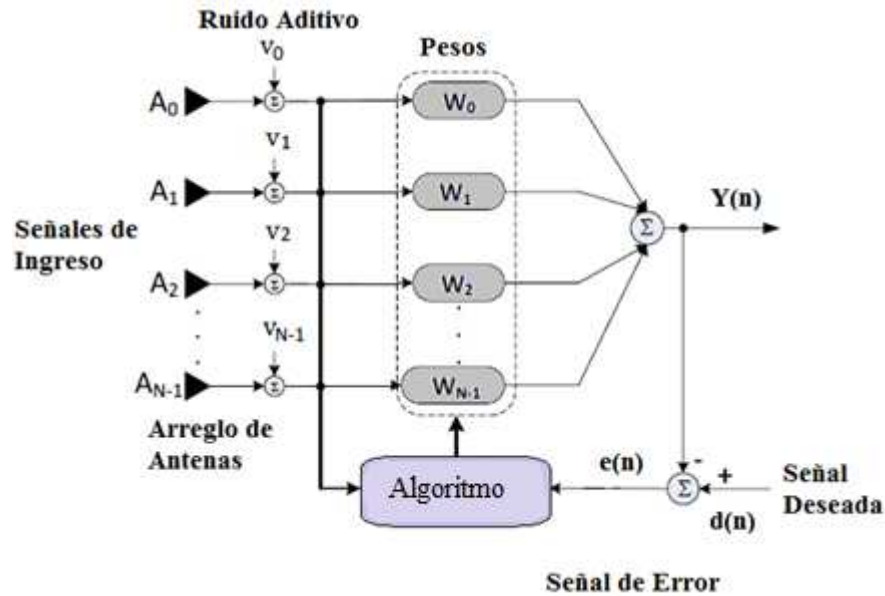 Ruido Aditivo
v0
Pesos
A0
Σ
W0
v1
A1
Σ
W1
Señales de
Ingreso
v2
A2
Σ
W2
Σ
Y(n)
. . .
vN-1
AN-1
Σ
WN-1
Arreglo de
Antenas
Algoritmo
e(n)
-
+
Σ
d(n)
Señal
Deseada
Señal de Error